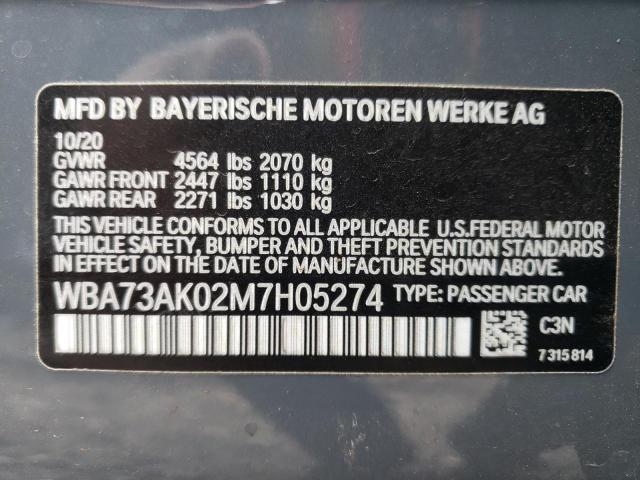 MFD BY BAYERISCHE MOTOREN WERKE AG
10/20
GVWR 4564 lbs 2070 kg
GAWR FRONT 2447 lbs 1110 kg
GAWR REAR 2271 lbs 1030 kg
THIS VEHICLE CONFORMS TO ALL APPLICABLE U.S.FEDERAL MOTOR
VEHICLE SAFETY, BUMPER AND THEFT PREVENTION STANDARDS
IN EFFECT ON THE DATE OF MANUFACTURE SHOWN ABOVE.
WBA73AK02M7H05274 TYPE: PASSENGER CAR
C3N
7315814